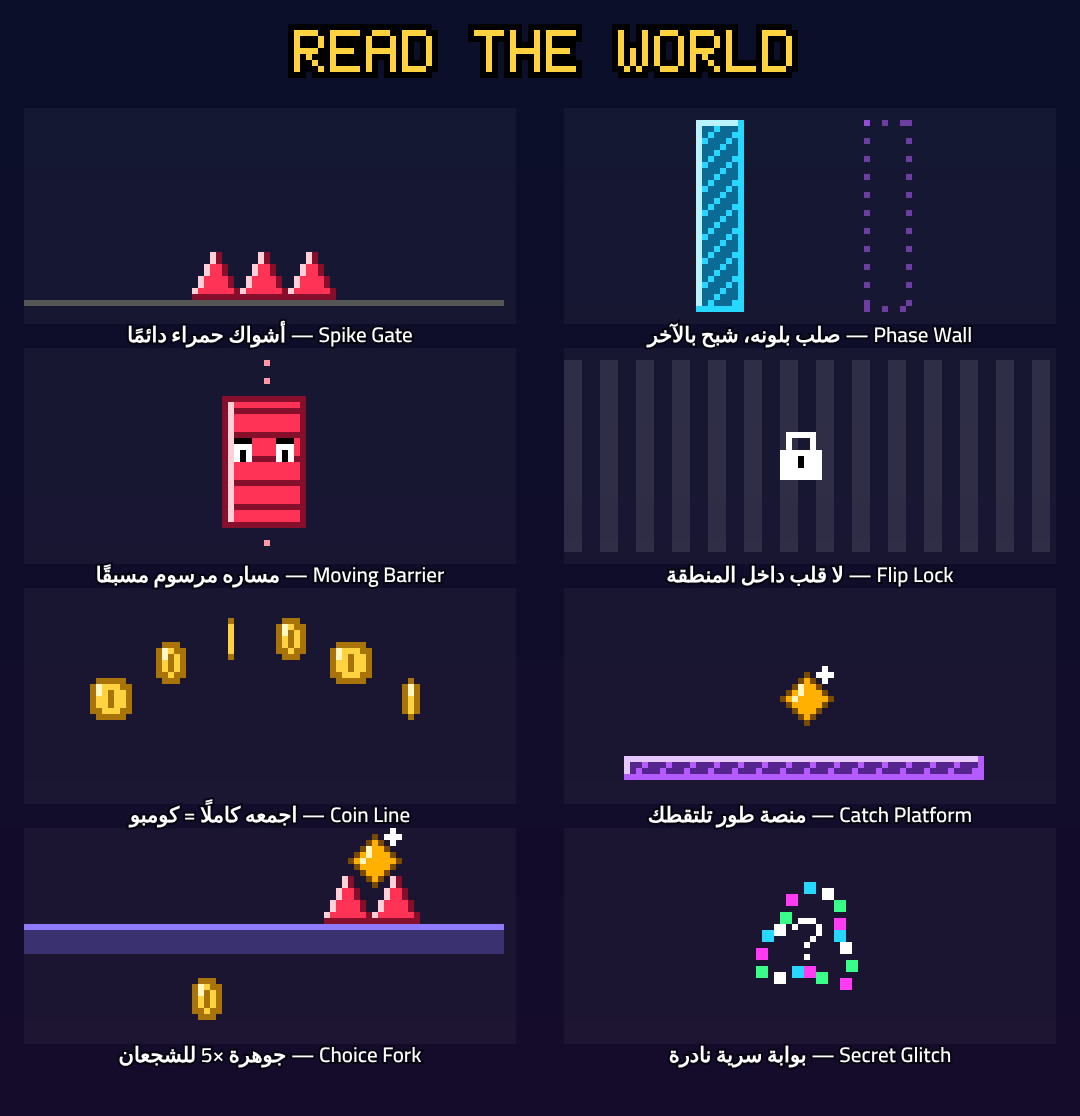 READ THE WORLD
أشواك حمراء دائمًا — Spike Gate
صلب بلونه، شبح بالآخر — Phase Wall
مساره مرسوم مسبقًا — Moving Barrier
لا قلب داخل المنطقة — Flip Lock
اجمعه كاملًا = كومبو — Coin Line
منصة طور تلتقطك — Catch Platform
جوهرة ×5 للشجعان — Choice Fork
?
بوابة سرية نادرة — Secret Glitch